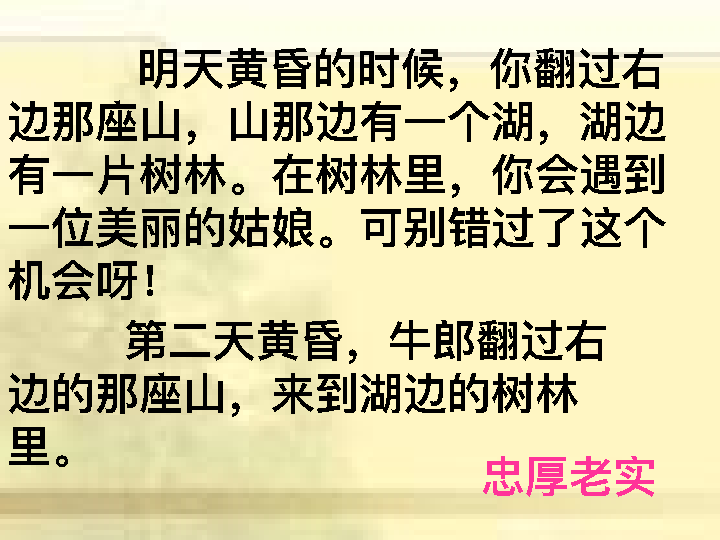 明天黄昏的时候，你翻过右
边那座山，山那边有一个湖，湖边
有一片树林。在树林里，你会遇到
一位美丽的姑娘。可别错过了这个
机会呀！
第二天黄昏，牛郎翻过右
边的那座山，来到湖边的树林
里。
忠厚老实